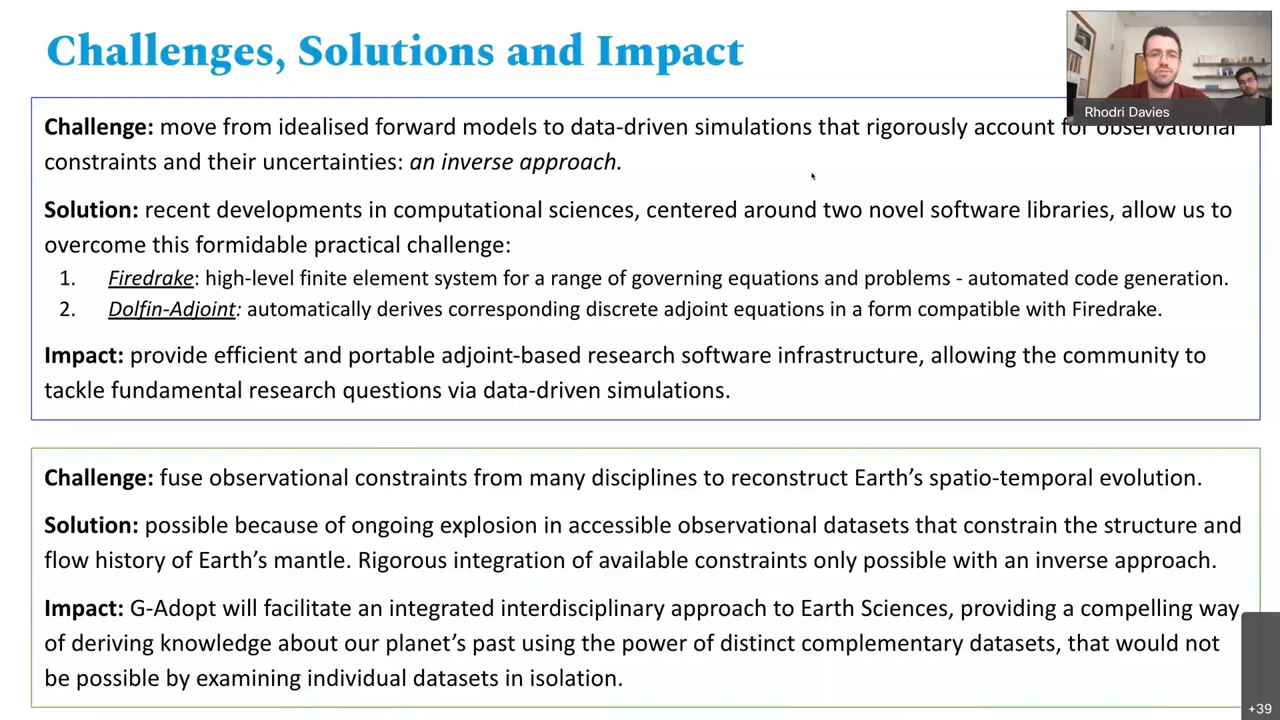 Challenges, Solutions and Impact
Rhodri Davies
Challenge: move from idealised forward models to data-driven simulations that rigorously account for observational
constraints and their uncertainties: an inverse approach.
Solution: recent developments in computational sciences, centered around two novel software libraries, allow us to
overcome this formidable practical challenge:
1. Firedrake: high-level finite element system for a range of governing equations and problems - automated code generation.
2. Dolfin-Adjoint: automatically derives corresponding discrete adjoint equations in a form compatible with Firedrake.
Impact: provide efficient and portable adjoint-based research software infrastructure, allowing the community to
tackle fundamental research questions via data-driven simulations.
Challenge: fuse observational constraints from many disciplines to reconstruct Earth's spatio-temporal evolution.
Solution: possible because of ongoing explosion in accessible observational datasets that constrain the structure and
flow history of Earth's mantle. Rigorous integration of available constraints only possible with an inverse approach.
Impact: G-Adopt will facilitate an integrated interdisciplinary approach to Earth Sciences, providing a compelling way
of deriving knowledge about our planet's past using the power of distinct complementary datasets, that would not
be possible by examining individual datasets in isolation.
+39